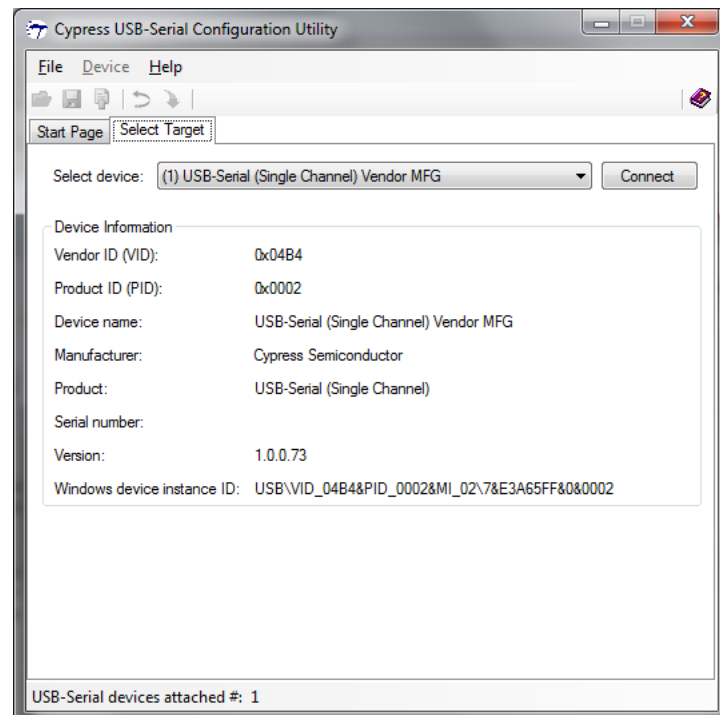 Cypress USB-Serial Configuration Utility
File Device Help
Start Page Select Target
Select device: (1) USB-Serial (Single Channel) Vendor MFG Connect
Device Information
Vendor ID (VID): 0x04B4
Product ID (PID): 0x0002
Device name: USB-Serial (Single Channel) Vendor MFG
Manufacturer: Cypress Semiconductor
Product: USB-Serial (Single Channel)
Serial number:
Version: 1.0.0.73
Windows device instance ID: USB\VID_04B4&PID_0002&MI_02\7&E3A65FF&0&0002
USB-Serial devices attached #: 1